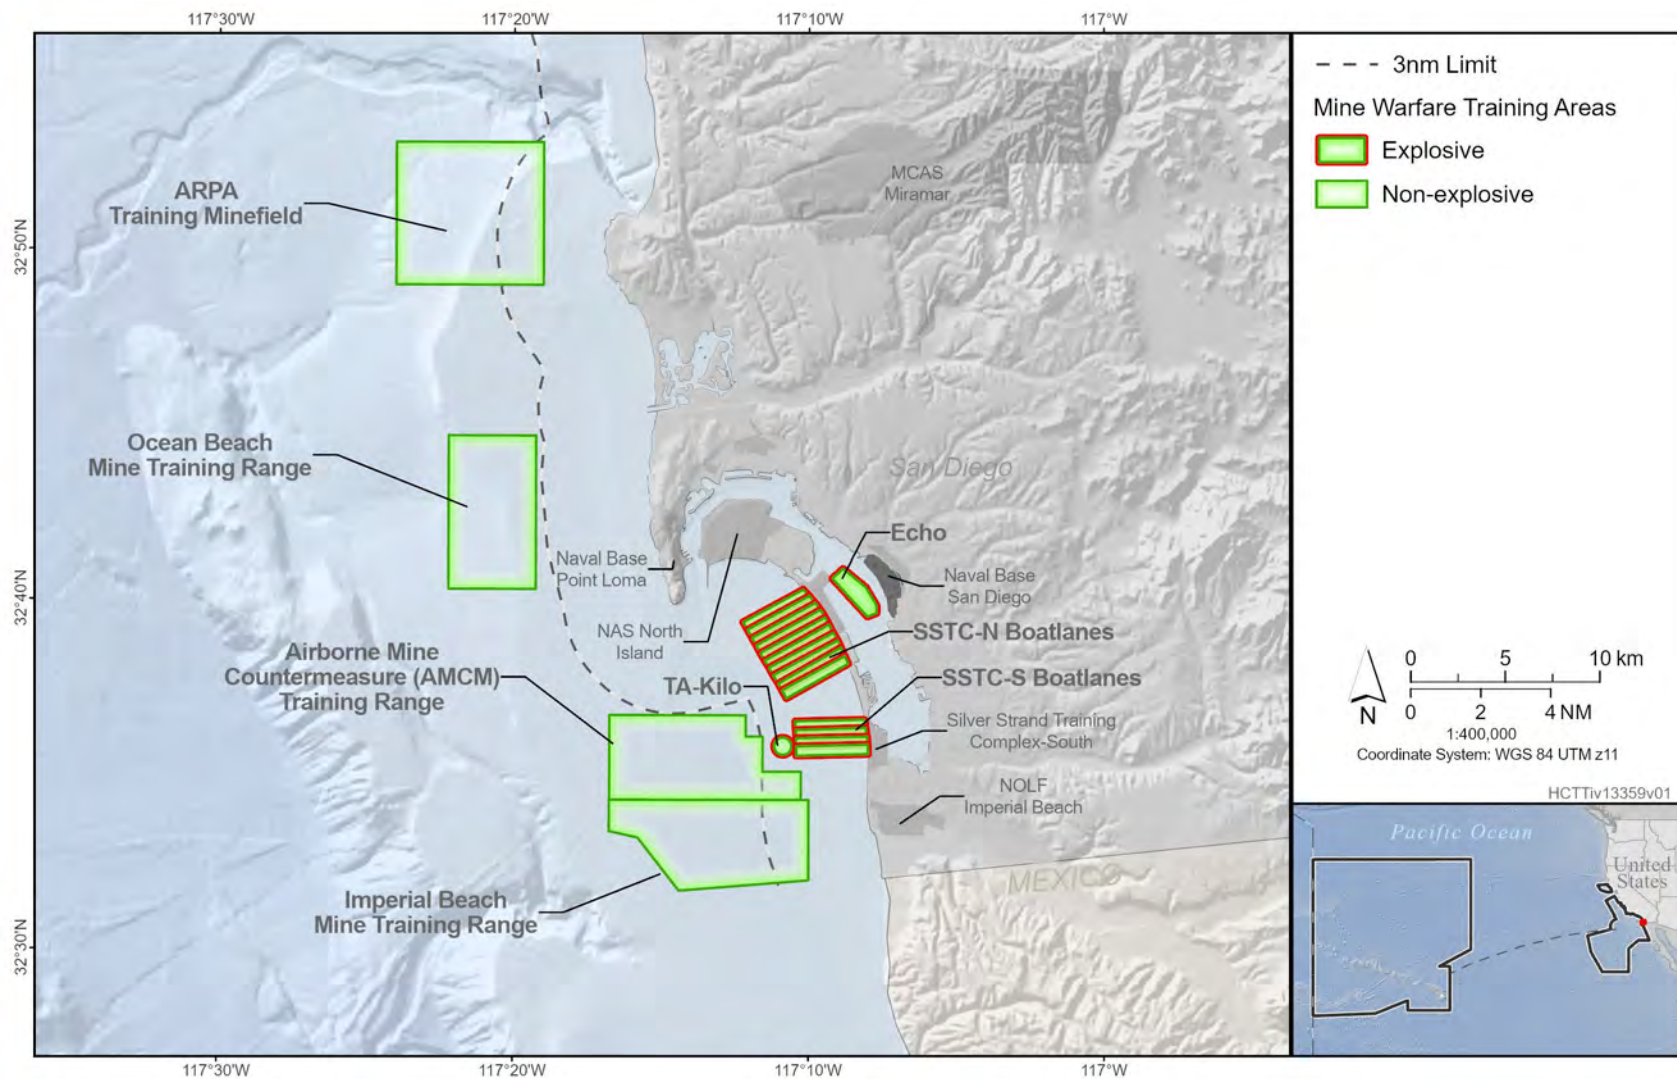 117°30'W
117°20'W
117°10'W
117°W
32°50'N
32°40'N
32°30'N
ARPA
Training Minefield
MCAS
Miramar
Ocean Beach
Mine Training Range
San Diego
Echo
Naval Base
Point Loma
Naval Base
San Diego
NAS North
Island
SSTC-N Boatlanes
Airborne Mine
Countermeasure (AMCM)
Training Range
TA-Kilo
SSTC-S Boatlanes
Silver Strand Training
Complex-South
NOLF
Imperial Beach
MEXICO
Imperial Beach
Mine Training Range
117°30'W
117°20'W
117°10'W
117°W
3nm Limit
Mine Warfare Training Areas
Explosive
Non-explosive
N
0 5 10 km
0 2 4 NM
1:400,000
Coordinate System: WGS 84 UTM z11
HCTTiv13359v01
Pacific Ocean
United
States